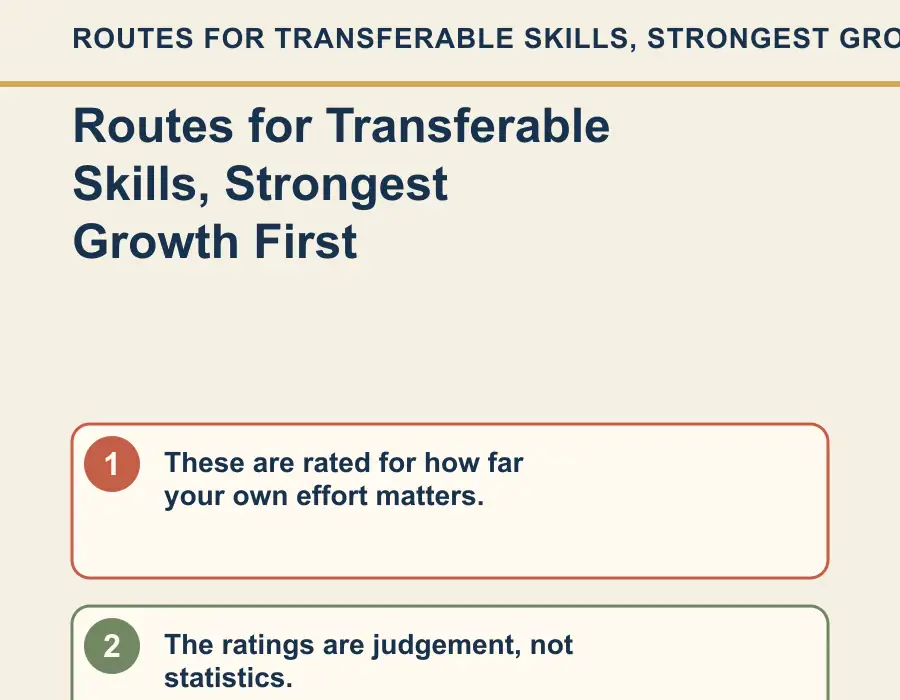 ROUTES FOR TRANSFERABLE SKILLS, STRONGEST
Routes for Transferable
Skills, Strongest
Growth First
1
These are rated for how far
your own effort matters.
2
The ratings are judgement, not
statistics.